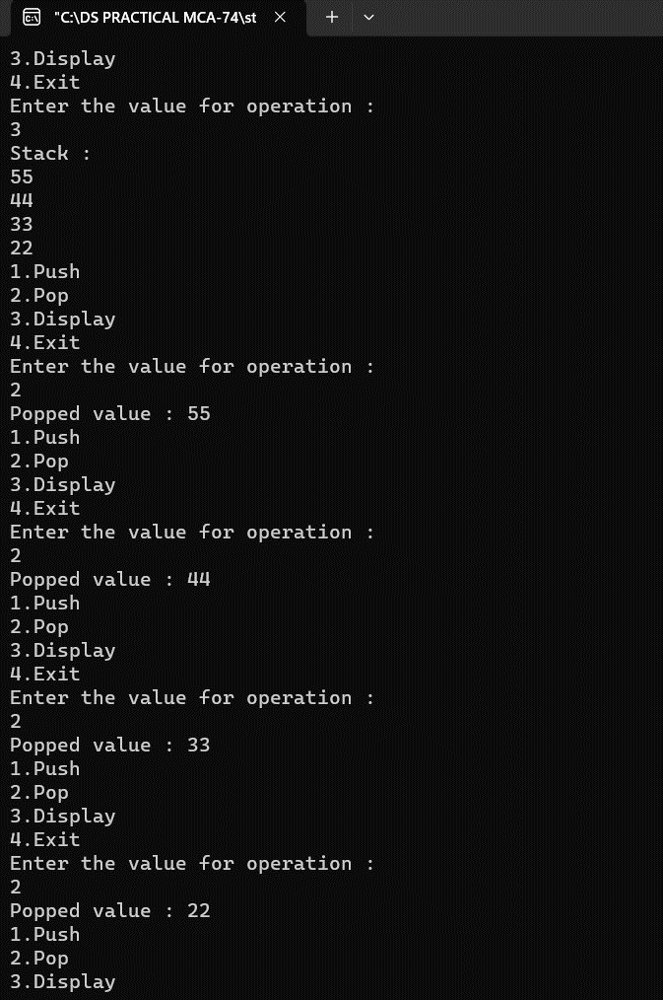 "C:\DS PRACTICAL MCA-74\st
3.Display
4.Exit
Enter the value for operation :
3
Stack :
55
44
33
22
1.Push
2.Pop
3.Display
4.Exit
Enter the value for operation :
2
Popped value : 55
1.Push
2.Pop
3.Display
4.Exit
Enter the value for operation :
2
Popped value : 44
1.Push
2.Pop
3.Display
4.Exit
Enter the value for operation :
2
Popped value : 33
1.Push
2.Pop
3.Display
4.Exit
Enter the value for operation :
2
Popped value : 22
1.Push
2.Pop
3.Display